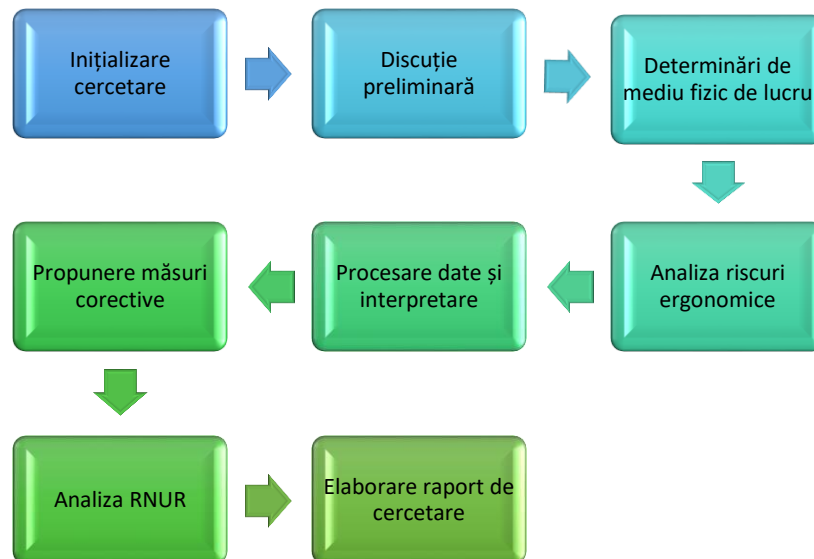 Inițializare
cercetare
Discuție
preliminară
Determinări de
mediu fizic de lucru
Analiza riscuri
ergonomice
Procesare date și
interpretare
Propunere măsuri
corective
Analiza RNUR
Elaborare raport de
cercetare